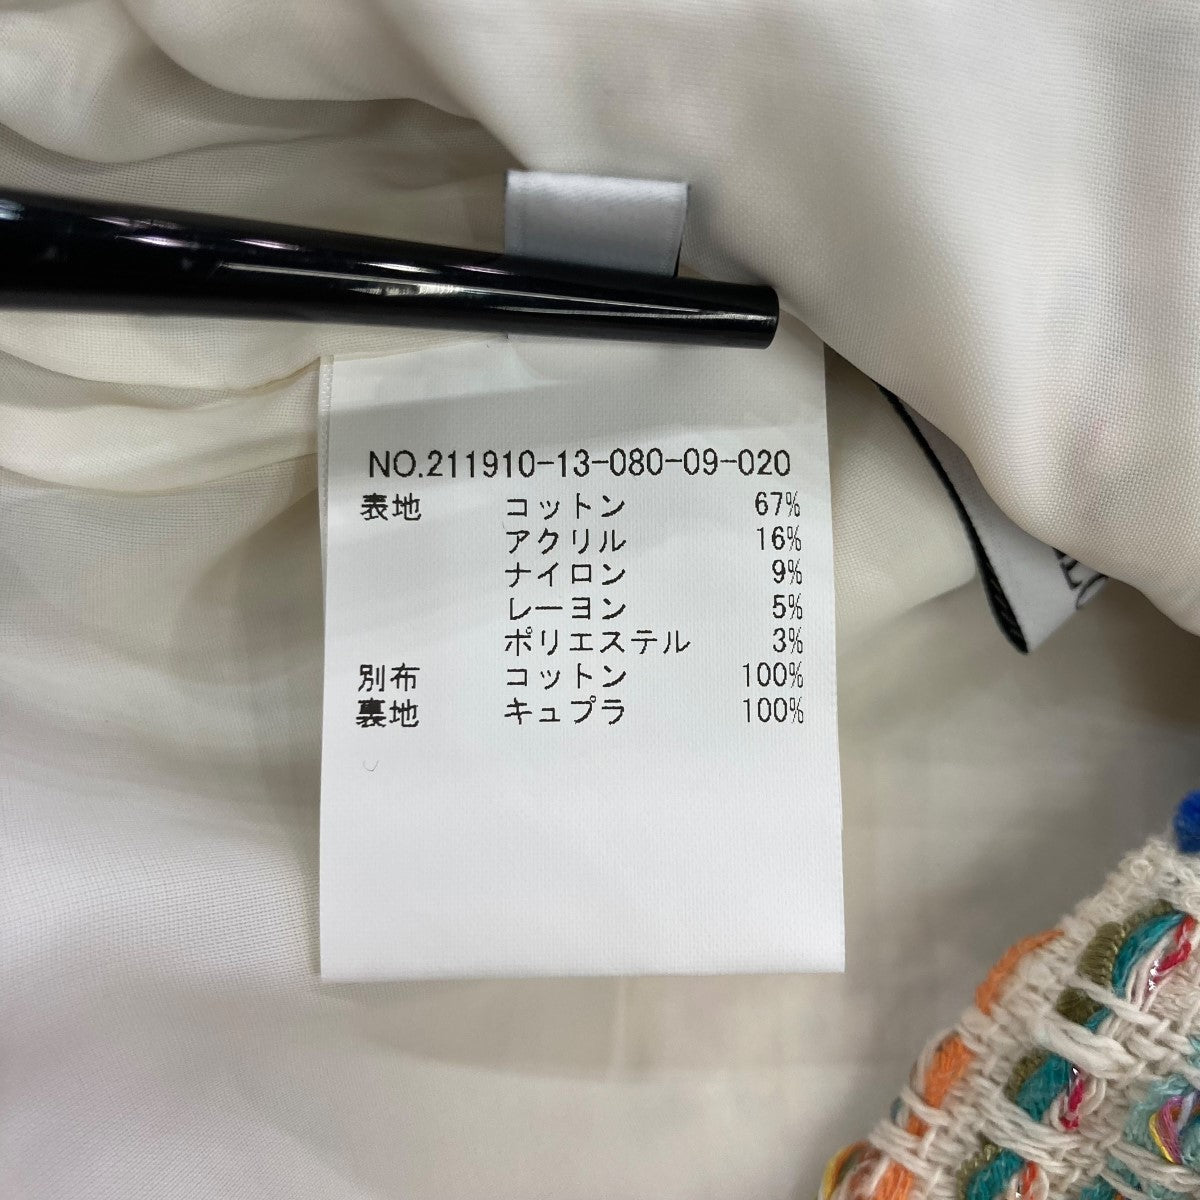 NO.211910-13-080-09-020
表地 コットン 67%
アクリル 16%
ナイロン 9%
レーヨン 5%
ポリエステル 3%
別布 コットン 100%
裏地 キュプラ 100%